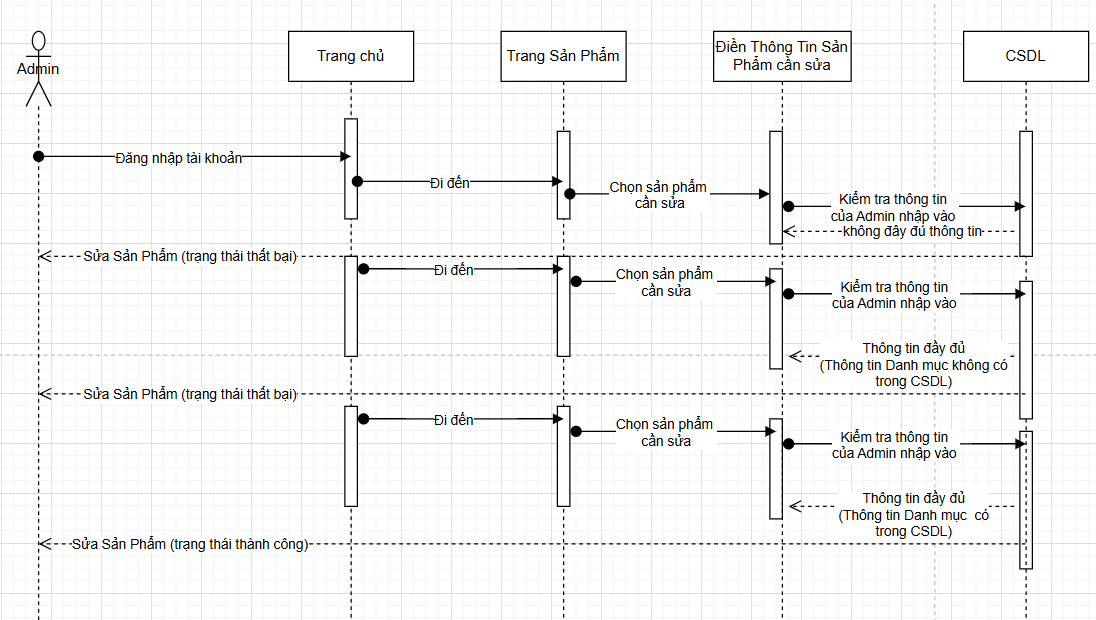 Admin
Trang chủ
Trang Sản Phẩm
Điền Thông Tin Sản
Phẩm cần sửa
CSDL
Đăng nhập tài khoản
Đi đến
Chọn sản phẩm
cần sửa
Kiểm tra thông tin
của Admin nhập vào
không đầy đủ thông tin
Sửa Sản Phẩm (trạng thái thất bại)
Đi đến
Chọn sản phẩm
cần sửa
Kiểm tra thông tin
của Admin nhập vào
Thông tin đầy đủ
(Thông tin Danh mục không có
trong CSDL)
Sửa Sản Phẩm (trạng thái thất bại)
Đi đến
Chọn sản phẩm
cần sửa
Kiểm tra thông tin
của Admin nhập vào
Thông tin đầy đủ
(Thông tin Danh mục có
trong CSDL)
Sửa Sản Phẩm (trạng thái thành công)